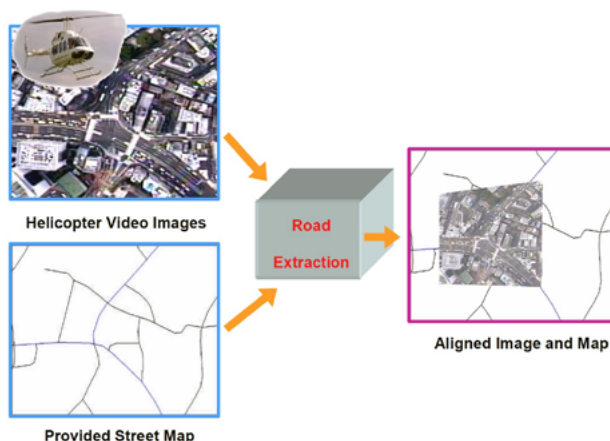 Helicopter Video Images
Road
Extraction
Aligned Image and Map
Provided Street Map